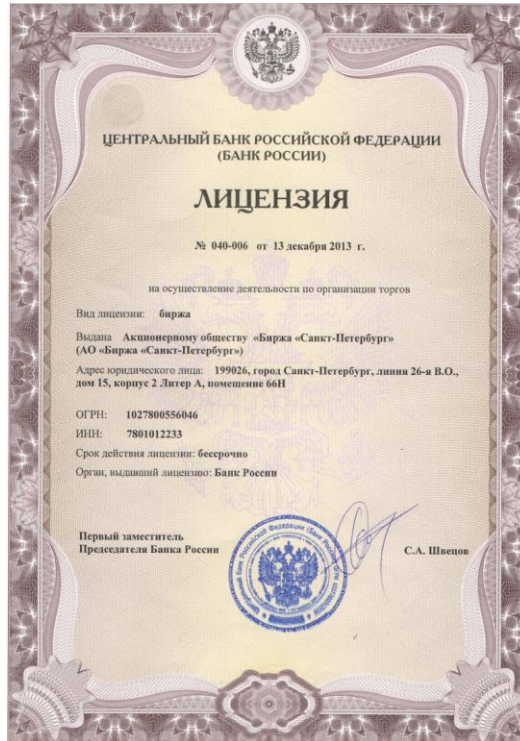 ЦЕНТРАЛЬНЫЙ БАНК РОССИЙСКОЙ ФЕДЕРАЦИИ
(БАНК РОССИИ)
ЛИЦЕНЗИЯ
№ 040-006 от 13 декабря 2013 г.
на осуществление деятельности по организации торгов
Вид лицензии: биржа
Выдана Акционерному обществу «Биржа «Санкт-Петербург»
(АО «Биржа «Санкт-Петербург»)
Адрес юридического лица: 199026, город Санкт-Петербург, линия 26-я В.О.,
дом 15, корпус 2 Литер А, помещение 66Н
ОГРН: 1027800556046
ИНН: 7801012233
Срок действия лицензии: бессрочно
Орган, выдавший лицензию: Банк России
Первый заместитель
Председателя Банка России
С.А. Швецов